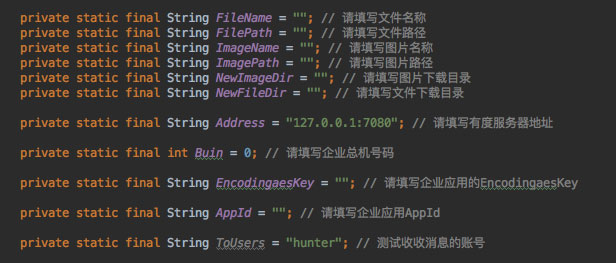 private static final String FileName = ""; // 请填写文件名称
private static final String FilePath = ""; // 请填写文件路径
private static final String ImageName = ""; // 请填写图片名称
private static final String ImagePath = ""; // 请填写图片路径
private static final String NewImageDir = ""; // 请填写图片下载目录
private static final String NewFileDir = ""; // 请填写文件下载目录
private static final String Address = "127.0.0.1:7080"; // 请填写有度服务器地址
private static final int Buin = 0; // 请填写企业总机号码
private static final String EncodingaesKey = ""; // 请填写企业应用的EncodingaesKey
private static final String AppId = ""; // 请填写企业应用AppId
private static final String ToUsers = "hunter"; // 测试收收消息的账号